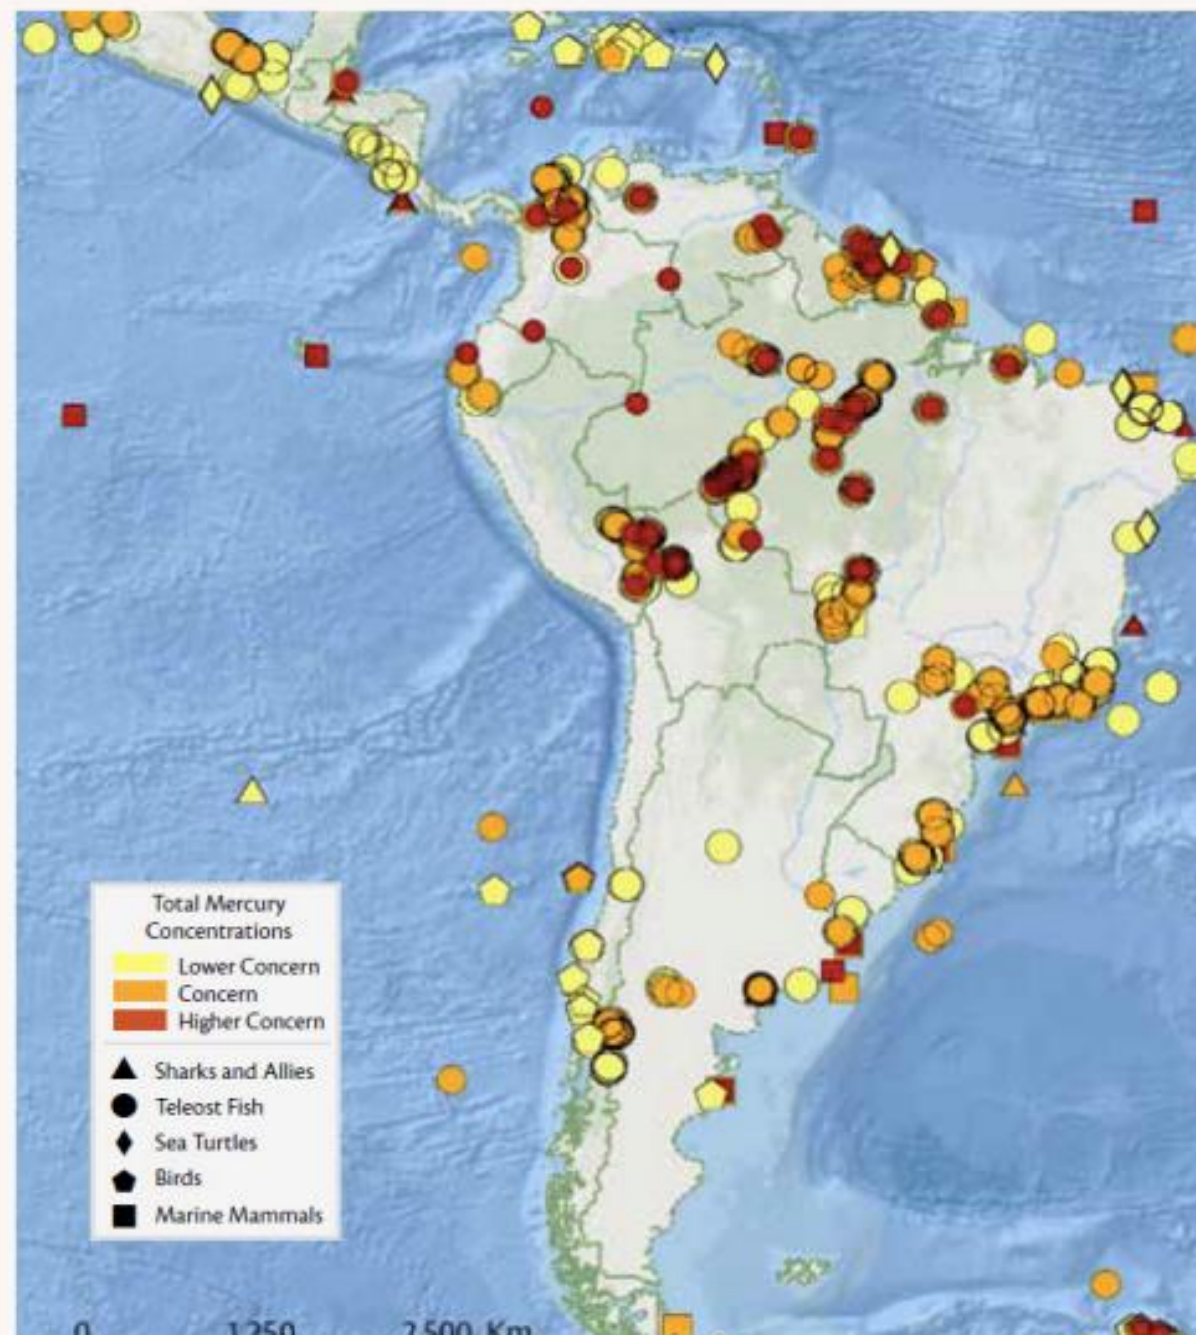 Total Mercury
Concentrations
Lower Concern
Concern
Higher Concern
Sharks and Allies
Teleost Fish
Sea Turtles
Birds
Marine Mammals
0 1,250 2,500 Km